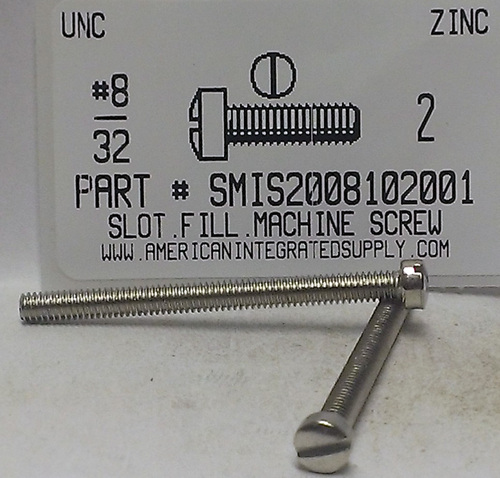 UNC ZINC
#8
32
2
PART # SMIS2008102001
SLOT.FILL.MACHINE SCREW
WWW.AMERICANINTEGRATEDSUPPLY.COM